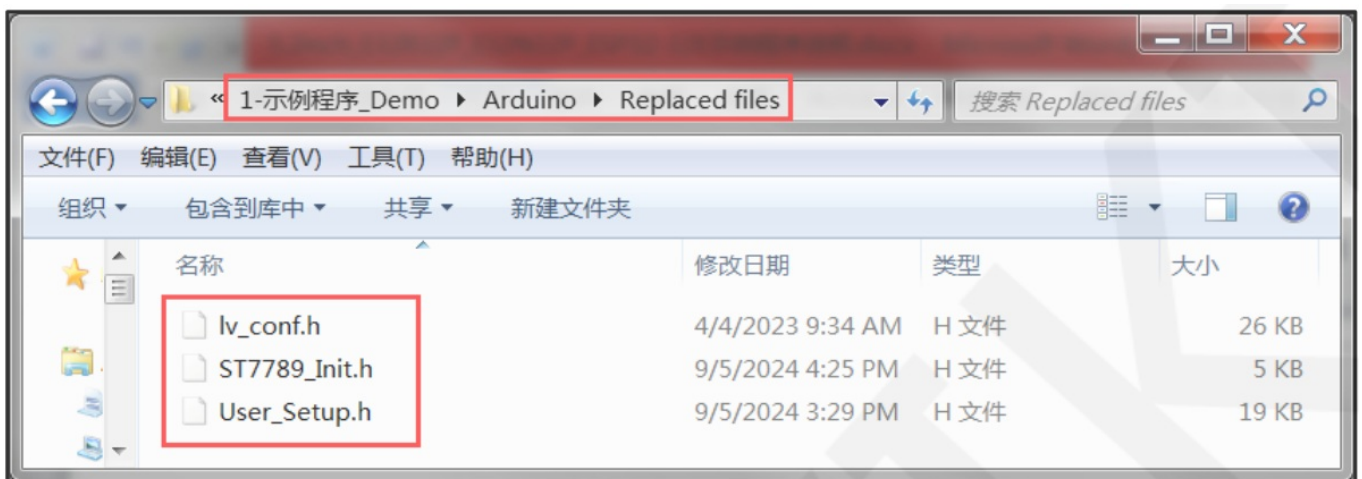 « 1-示例程序_Demo ▸ Arduino ▸ Replaced files
搜索 Replaced files
文件(F) 编辑(E) 查看(V) 工具(T) 帮助(H)
组织 包含到库中 共享 新建文件夹
名称 修改日期 类型 大小
lv_conf.h 4/4/2023 9:34 AM H 文件 26 KB
ST7789_Init.h 9/5/2024 4:25 PM H 文件 5 KB
User_Setup.h 9/5/2024 3:29 PM H 文件 19 KB